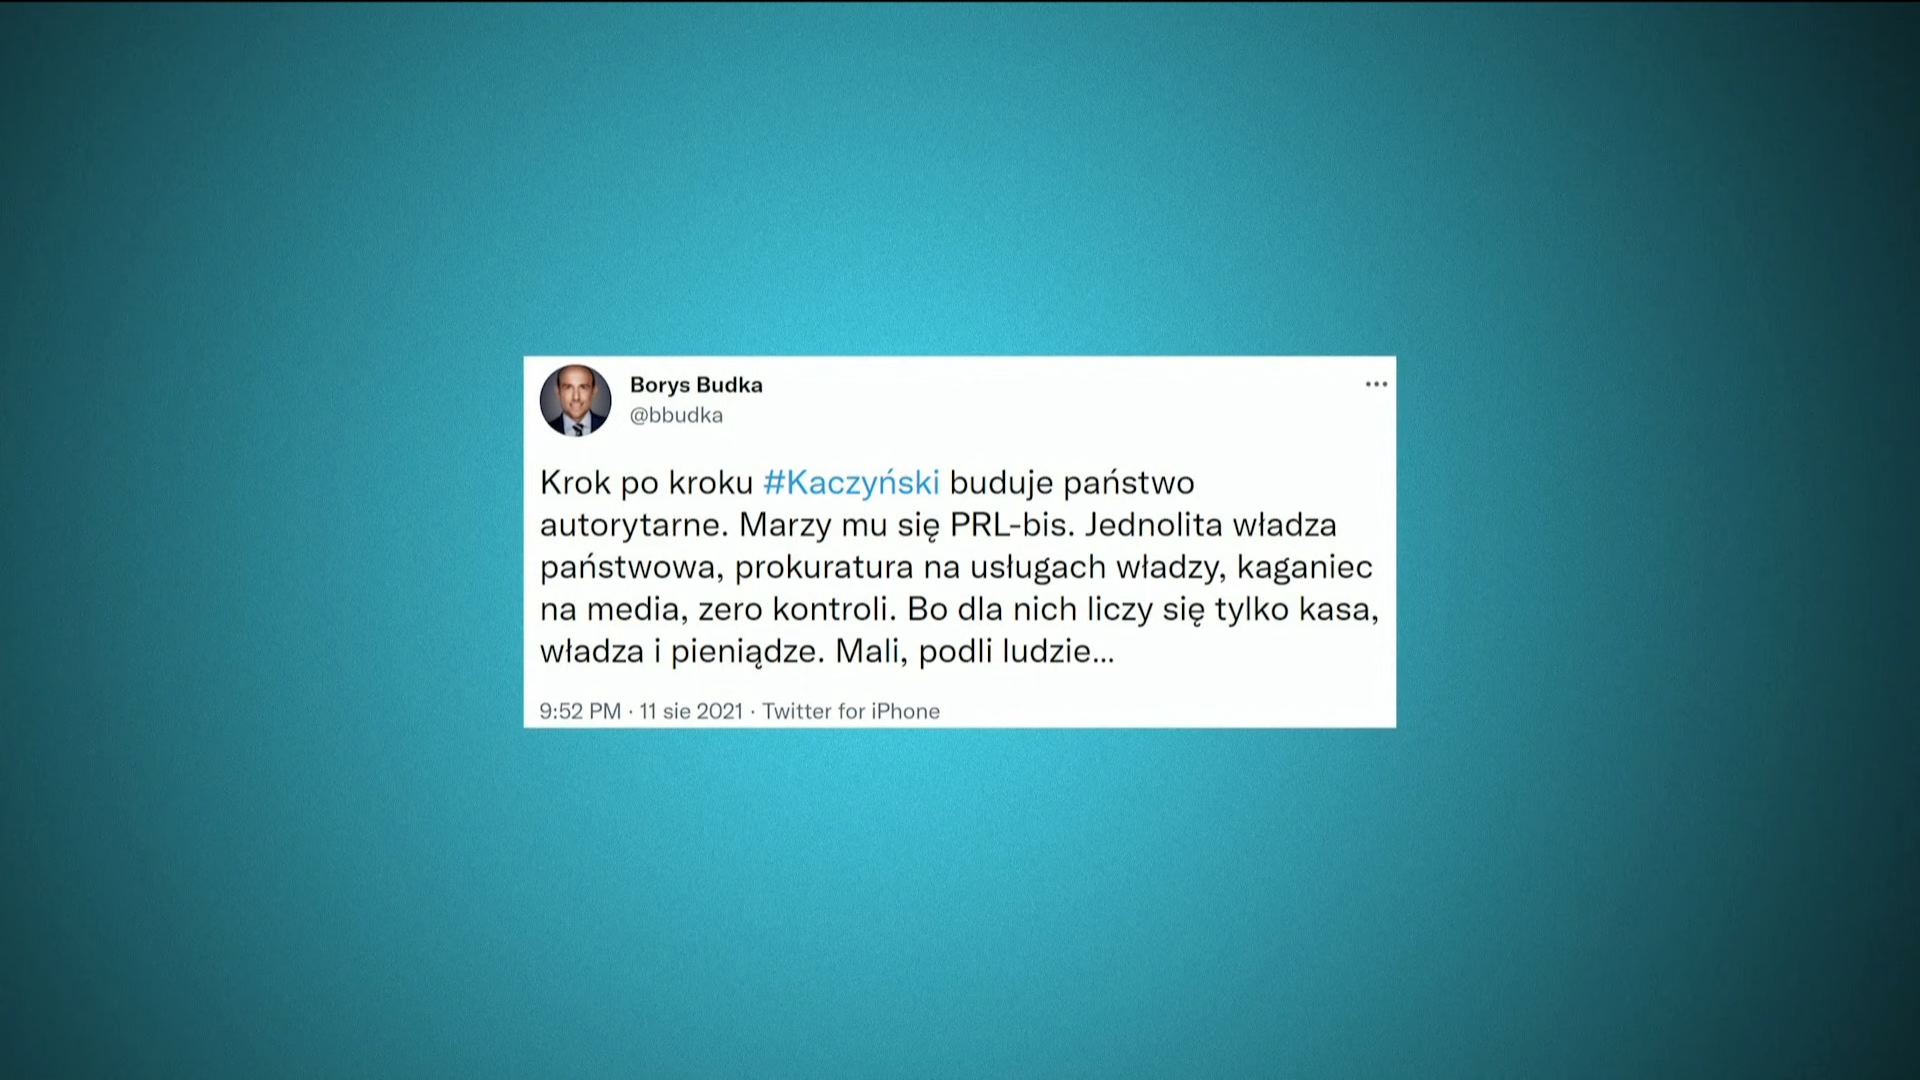 Borys Budka
@bbudka
Krok po kroku #Kaczyński buduje państwo
autorytarne. Marzy mu się PRL-bis. Jednolita władza
państwowa, prokuratura na usługach władzy, kaganiec
na media, zero kontroli. Bo dla nich liczy się tylko kasa,
władza i pieniądze. Mali, podli ludzie...
9:52 PM · 11 sie 2021 · Twitter for iPhone